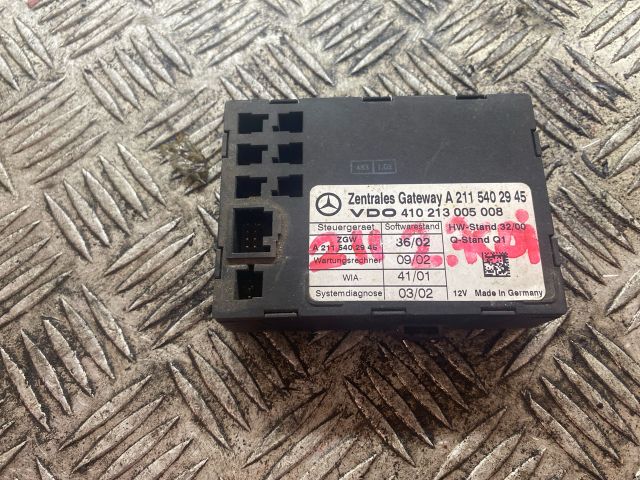 Zentrales Gateway A 211 540 29 45
VDO 410 213 005 008
Steuergeraet Softwarestand HW-Stand 32/00
ZGW
A 211 540 29 45 36/02 Q-Stand Q1
Wartungsrechner 09/02
WIA 41/01
Systemdiagnose 03/02 12V Made in Germany
211